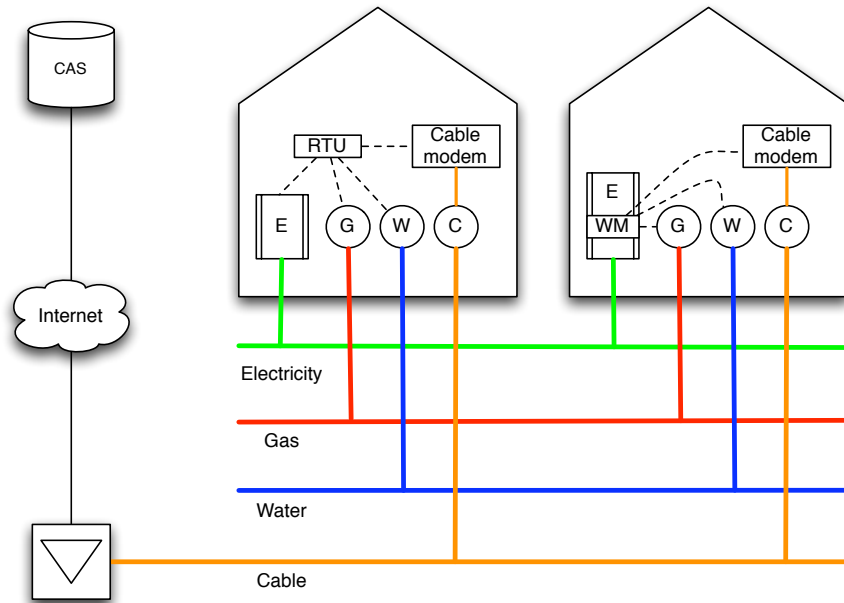 CAS
RTU
Cable
modem
E
G
W
C
Cable
modem
E
WM
G
W
C
Internet
Electricity
Gas
Water
Cable